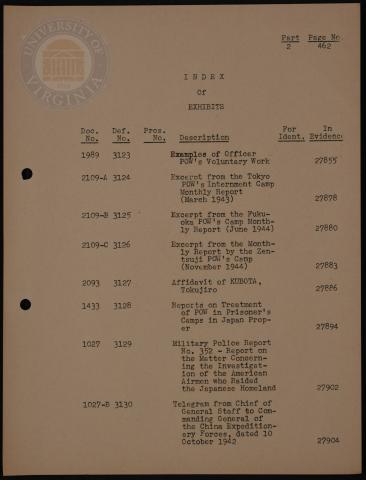 UNIVERSITY OF VIRGINIA
Part Page No.
2 462
INDEX
Of
EXHIBITS
Doc. Def. Pros. For In
No. No. No. Description Ident. Evidence
1989 3123 Examples of Officer
POW's Voluntary Work 27855
2109-A 3124 Excerpt from the Tokyo
POW's Internment Camp
Monthly Report
(March 1943) 27878
2109-B 3125 Excerpt from the Fuku-
oka POW's Camp Month-
ly Report (June 1944) 27880
2109-C 3126 Excerpt from the Month-
ly Report by the Zen-
tsuji POW's Camp
(November 1944) 27883
2093 3127 Affidavit of KUBOTA,
Tokujiro 27886
1433 3128 Reports on Treatment
of POW in Prisoner's
Camps in Japan Prop-
er 27894
1027 3129 Military Police Report
No. 352 - Report on
the Matter Concern-
ing the Investigat-
ion of the American
Airmen who Raided
the Japanese Homeland 27902
1027-B 3130 Telegram from Chief of
General Staff to Com-
manding General of
the China Expedition-
ary Forces, dated 10
October 1942 27904